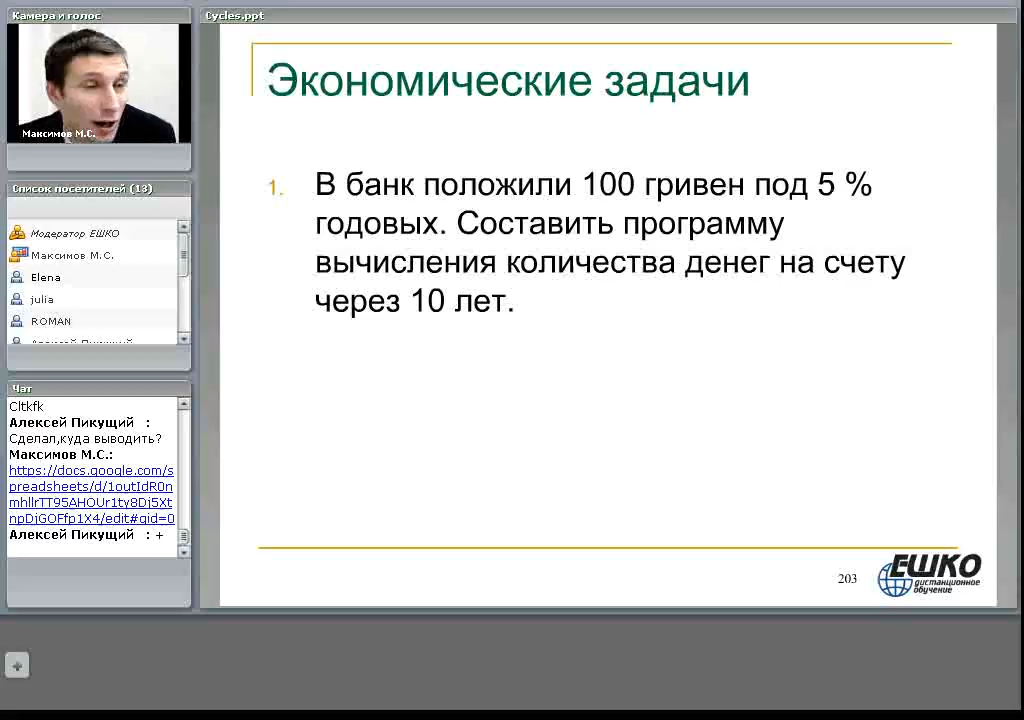 Камера и голос
Максимов М.С.
Список посетителей (13)
Модератор ЕШКО
Максимов М.С.
Elena
julia
ROMAN
Алексей Пикущий
Чат
Cltkfk
Алексей Пикущий :
Сделал,куда выводить?
Максимов М.С.:
https://docs.google.com/s
preadsheets/d/1outIdR0n
mhllrTT95AHOUr1ty8Dj5Xt
npDjGOFfp1X4/edit#gid=0
Алексей Пикущий : +
Cycles.ppt
Экономические задачи
1. В банк положили 100 гривен под 5 %
годовых. Составить программу
вычисления количества денег на счету
через 10 лет.
203
ЕШКО
дистанционное
обучение